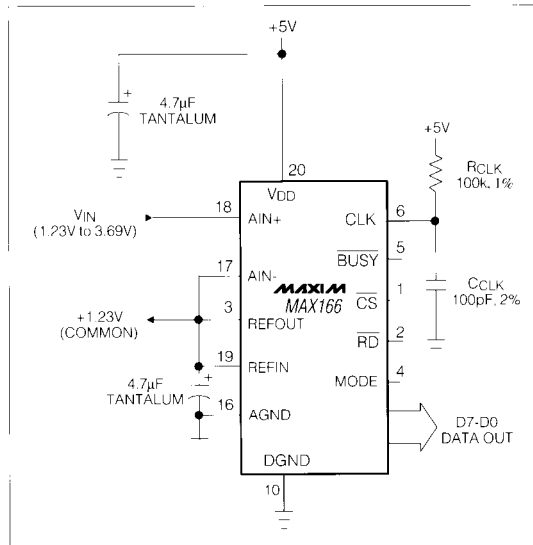 +5V
4.7µF
TANTALUM
+5V
20
VDD
RCLK
100k, 1%
VIN
(1.23V to 3.69V)
18
AIN+
CLK
6
BUSY
5
17
AIN-
MAXIM
MAX166
CS
1
CCLK
100pF, 2%
+1.23V
(COMMON)
3
REFOUT
RD
2
19
REFIN
MODE
4
4.7µF
TANTALUM
16
AGND
D7-D0
DATA OUT
DGND
10